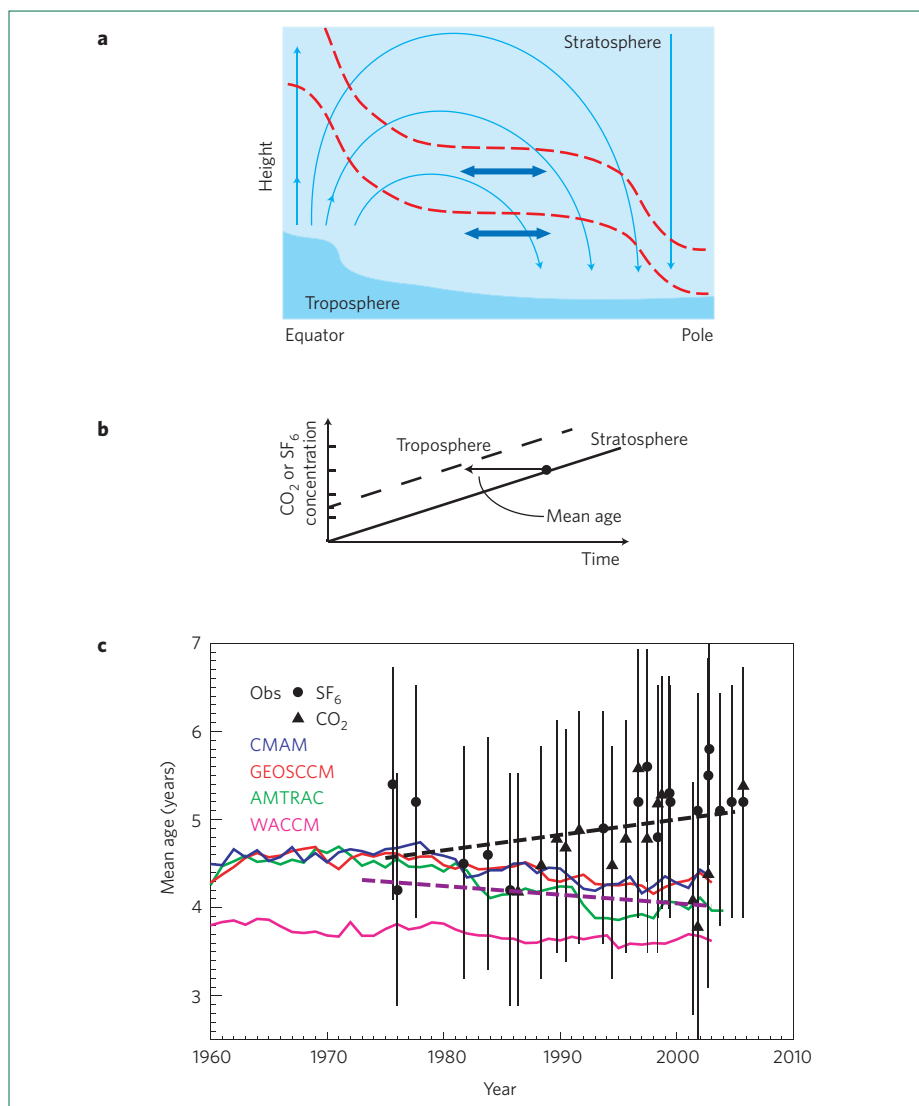 a
Stratosphere
Height
Troposphere
Equator
Pole
b
CO2 or SF6
concentration
Troposphere
Stratosphere
Mean age
Time
c
7
6
5
4
3
Mean age (years)
Obs ● SF6
▲ CO2
CMAM
GEOSCCM
AMTRAC
WACCM
1960 1970 1980 1990 2000 2010
Year